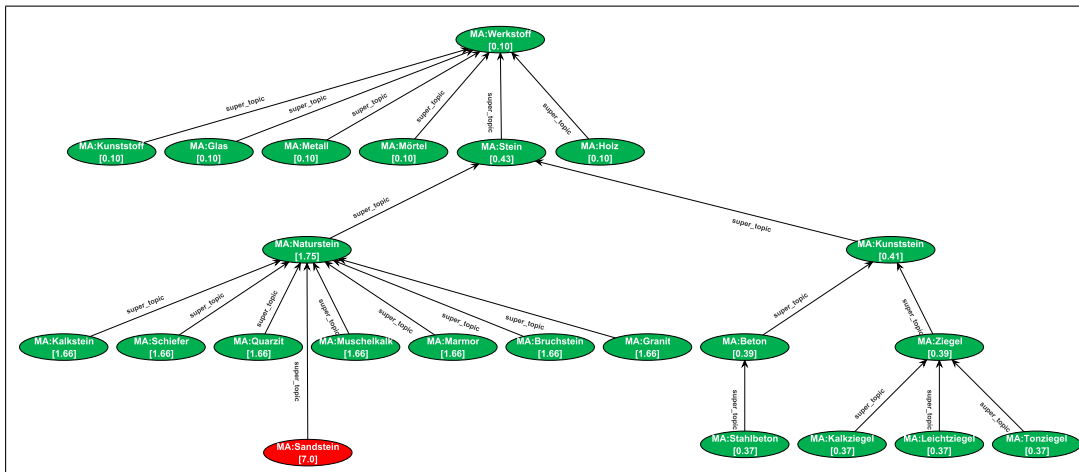 MA:Werkstoff
[0.10]
super_topic
super_topic
super_topic
super_topic
super_topic
super_topic
MA:Kunststoff
[0.10]
MA:Glas
[0.10]
MA:Metall
[0.10]
MA:Mörtel
[0.10]
MA:Stein
[0.43]
MA:Holz
[0.10]
super_topic
super_topic
MA:Naturstein
[1.75]
MA:Kunststein
[0.41]
super_topic
super_topic
super_topic
super_topic
super_topic
super_topic
super_topic
super_topic
super_topic
MA:Kalkstein
[1.66]
MA:Schiefer
[1.66]
MA:Quarzit
[1.66]
MA:Muschelkalk
[1.66]
MA:Marmor
[1.66]
MA:Bruchstein
[1.66]
MA:Granit
[1.66]
MA:Beton
[0.39]
MA:Ziegel
[0.39]
super_topic
super_topic
super_topic
super_topic
super_topic
MA:Sandstein
[7.0]
MA:Stahlbeton
[0.37]
MA:Kalkziegel
[0.37]
MA:Leichtziegel
[0.37]
MA:Tonziegel
[0.37]